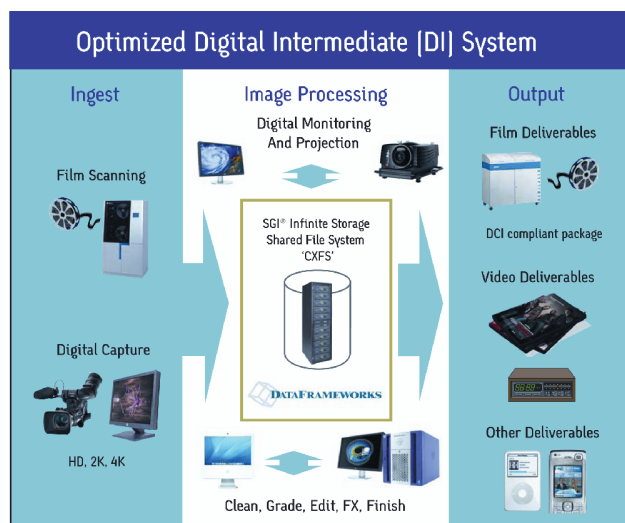 Optimized Digital Intermediate (DI) System
Ingest
Film Scanning
Digital Capture
HD, 2K, 4K
Image Processing
Digital Monitoring
And Projection
SGI® Infinite Storage
Shared File System
'CXFS'
DATAFRAMEWORKS
Clean, Grade, Edit, FX, Finish
Output
Film Deliverables
DCI compliant package
Video Deliverables
Other Deliverables